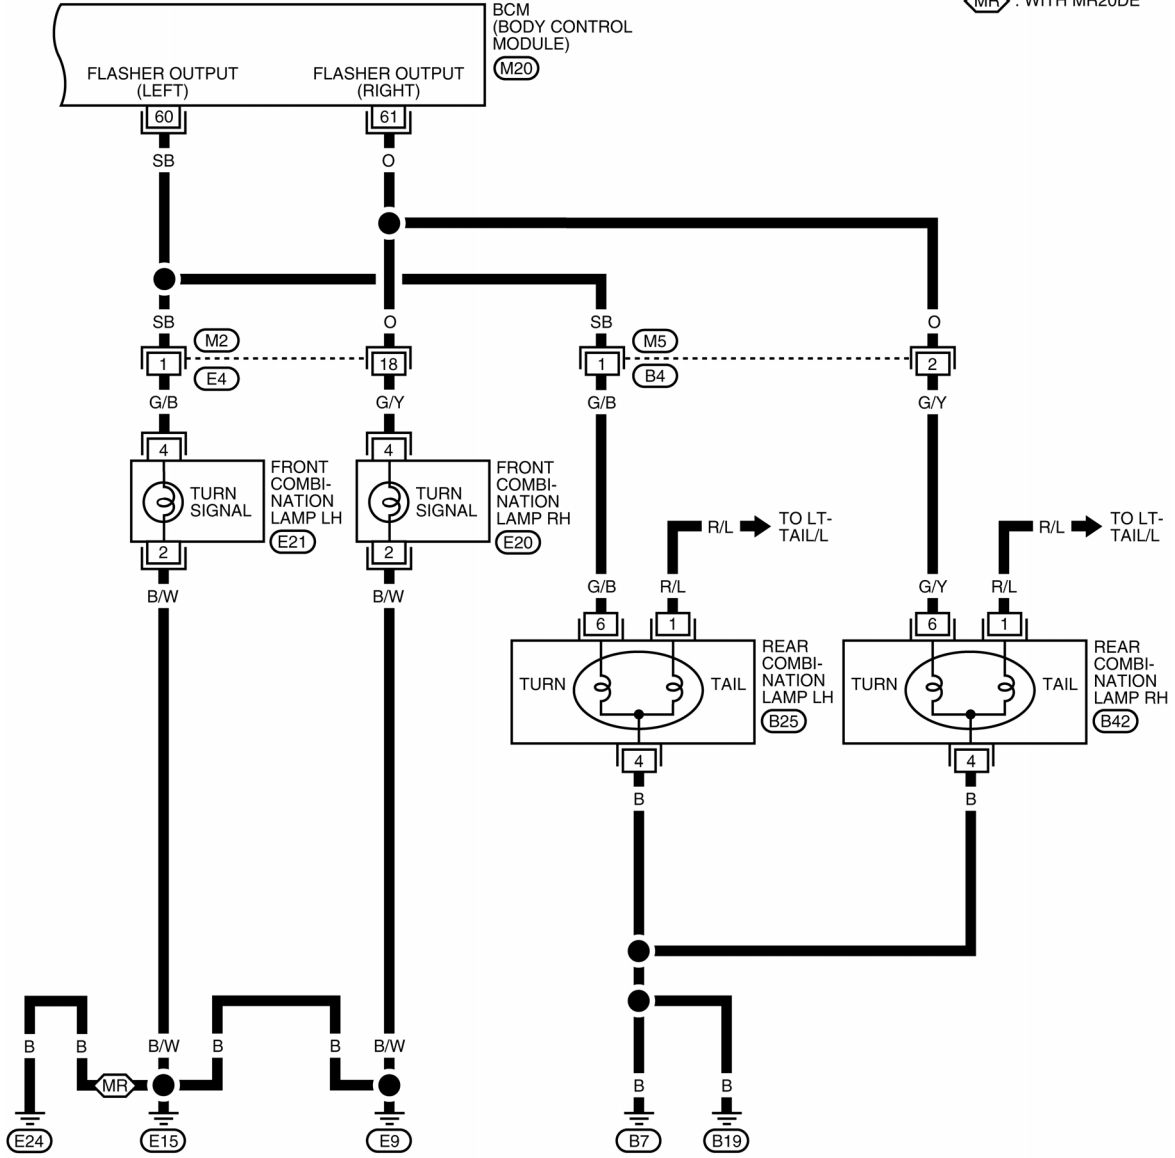 MR : WITH MR20DE
BCM
(BODY CONTROL
MODULE)
M20
FLASHER OUTPUT
(LEFT)
FLASHER OUTPUT
(RIGHT)
60
61
SB
O
SB
O
SB
O
M2
M5
1
18
1
2
E4
B4
G/B
G/Y
G/B
G/Y
4
4
TURN
SIGNAL
FRONT
COMBI-
NATION
LAMP LH
E21
TURN
SIGNAL
FRONT
COMBI-
NATION
LAMP RH
E20
2
2
B/W
B/W
R/L
TO LT-
TAIL/L
R/L
TO LT-
TAIL/L
G/B
R/L
G/Y
R/L
6
1
6
1
TURN
TAIL
REAR
COMBI-
NATION
LAMP LH
B25
TURN
TAIL
REAR
COMBI-
NATION
LAMP RH
B42
4
4
B
B
B
B
B/W
B
B
B/W
MR
B
B
E24
E15
E9
B7
B19